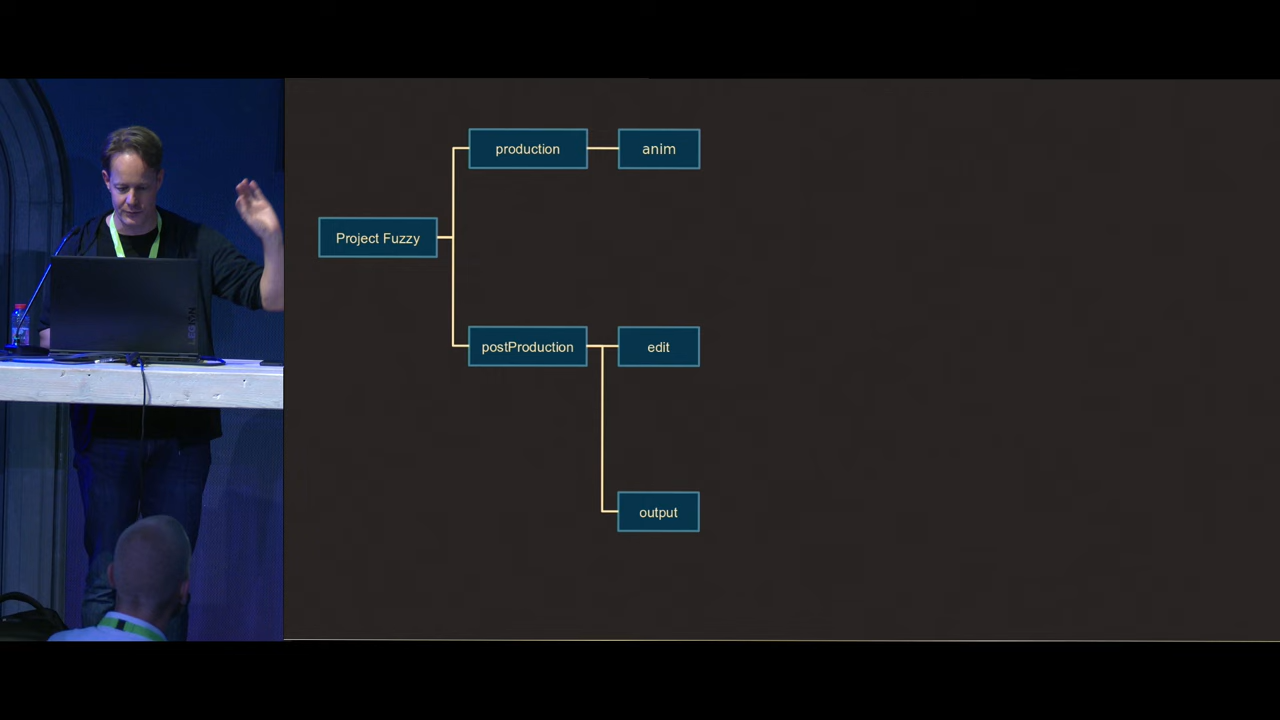 production
anim
Project Fuzzy
postProduction
edit
output